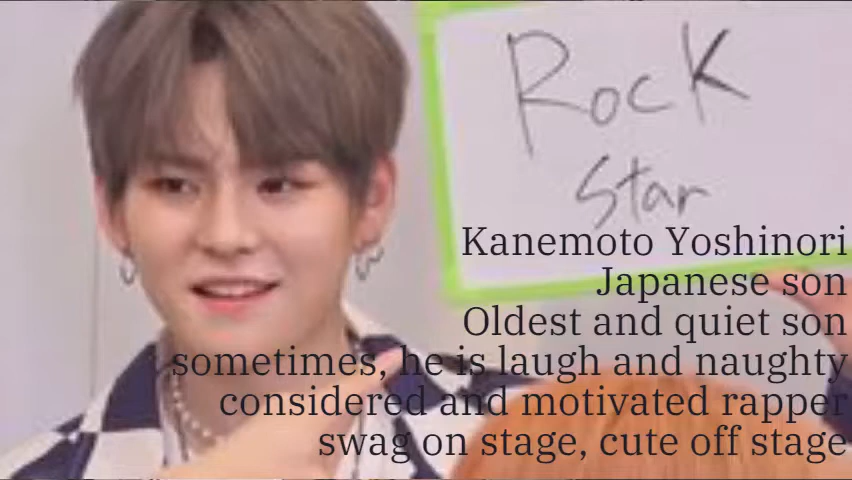 Rock
Star
Kanemoto Yoshinori
Japanese son
Oldest and quiet son
sometimes, he is laugh and naughty
considered and motivated rapper
swag on stage, cute off stage